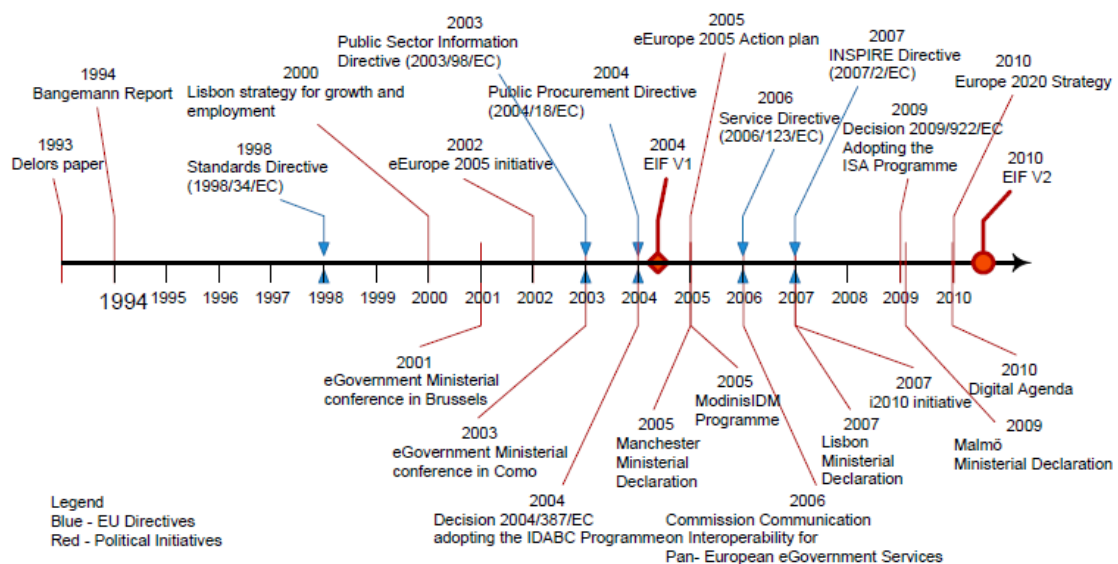 1993
Delors paper
1994
Bangemann Report
1998
Standards Directive
(1998/34/EC)
2000
Lisbon strategy for growth and
employment
2002
eEurope 2005 initiative
2003
Public Sector Information
Directive (2003/98/EC)
2004
Public Procurement Directive
(2004/18/EC)
2004
EIF V1
2005
eEurope 2005 Action plan
2006
Service Directive
(2006/123/EC)
2007
INSPIRE Directive
(2007/2/EC)
2009
Decision 2009/922/EC
Adopting the
ISA Programme
2010
Europe 2020 Strategy
2010
EIF V2
1994
1995
1996
1997
1998
1999
2000
2001
2002
2003
2004
2005
2006
2007
2008
2009
2010
2001
eGovernment Ministerial
conference in Brussels
2003
eGovernment Ministerial
conference in Como
2004
Decision 2004/387/EC
adopting the IDABC Programme
2005
Manchester
Ministerial
Declaration
2005
ModinisIDM
Programme
2006
Commission Communication
on Interoperability for
Pan- European eGovernment Services
2007
Lisbon
Ministerial
Declaration
2007
i2010 initiative
2009
Malmö
Ministerial Declaration
2010
Digital Agenda
Legend
Blue - EU Directives
Red - Political Initiatives